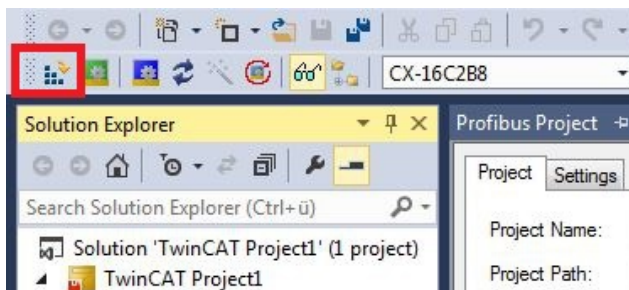 CX-16C2B8
Solution Explorer
Profibus Project
Project
Settings
Search Solution Explorer (Ctrl+ü)
Project Name:
Solution 'TwinCAT Project1' (1 project)
TwinCAT Project1
Project Path: